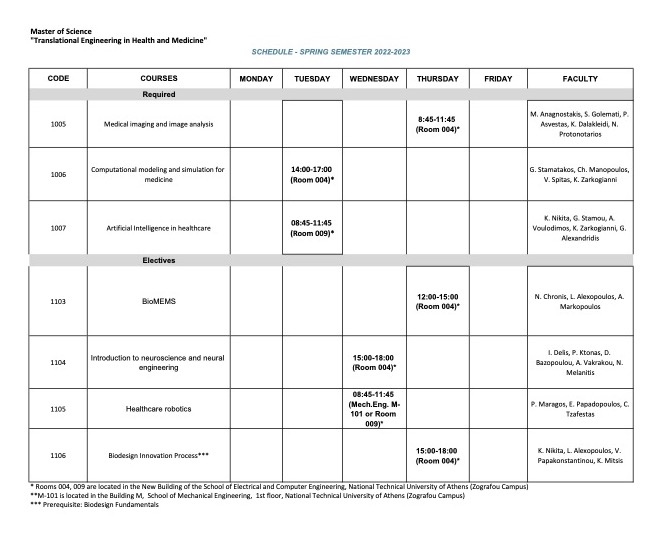 Master of Science
"Translational Engineering in Health and Medicine"
SCHEDULE - SPRING SEMESTER 2022-2023
CODE COURSES MONDAY TUESDAY WEDNESDAY THURSDAY FRIDAY FACULTY
Required
1005 Medical imaging and image analysis 8:45-11:45 (Room 004)* M. Anagnostakis, S. Golemati, P. Asvestas, K. Dalakleidi, N. Protonotarios
1006 Computational modeling and simulation for medicine 14:00-17:00 (Room 004)* G. Stamatakos, Ch. Manopoulos, V. Spitas, K. Zarkogianni
1007 Artificial Intelligence in healthcare 08:45-11:45 (Room 009)* K. Nikita, G. Stamou, A. Voulodimos, K. Zarkogianni, G. Alexandridis
Electives
1103 BioMEMS 12:00-15:00 (Room 004)* N. Chronis, L. Alexopoulos, A. Markopoulos
1104 Introduction to neuroscience and neural engineering 15:00-18:00 (Room 004)* I. Delis, P. Ktonas, D. Bazopoulou, A. Vakrakou, N. Melanitis
1105 Healthcare robotics 08:45-11:45 (Mech.Eng. M-101 or Room 009)* P. Maragos, E. Papadopoulos, C. Tzafestas
1106 Biodesign Innovation Process*** 15:00-18:00 (Room 004)* K. Nikita, L. Alexopoulos, V. Papakonstantinou, K. Mitsis
* Rooms 004, 009 are located in the New Building of the School of Electrical and Computer Engineering, National Technical University of Athens (Zografou Campus)
**M-101 is located in the Building M, School of Mechanical Engineering, 1st floor, National Technical University of Athens (Zografou Campus)
*** Prerequisite: Biodesign Fundamentals